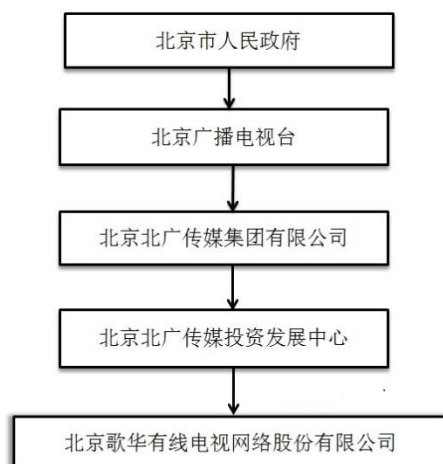 北京市人民政府
北京广播电视台
北京北广传媒集团有限公司
北京北广传媒投资发展中心
北京歌华有线电视网络股份有限公司